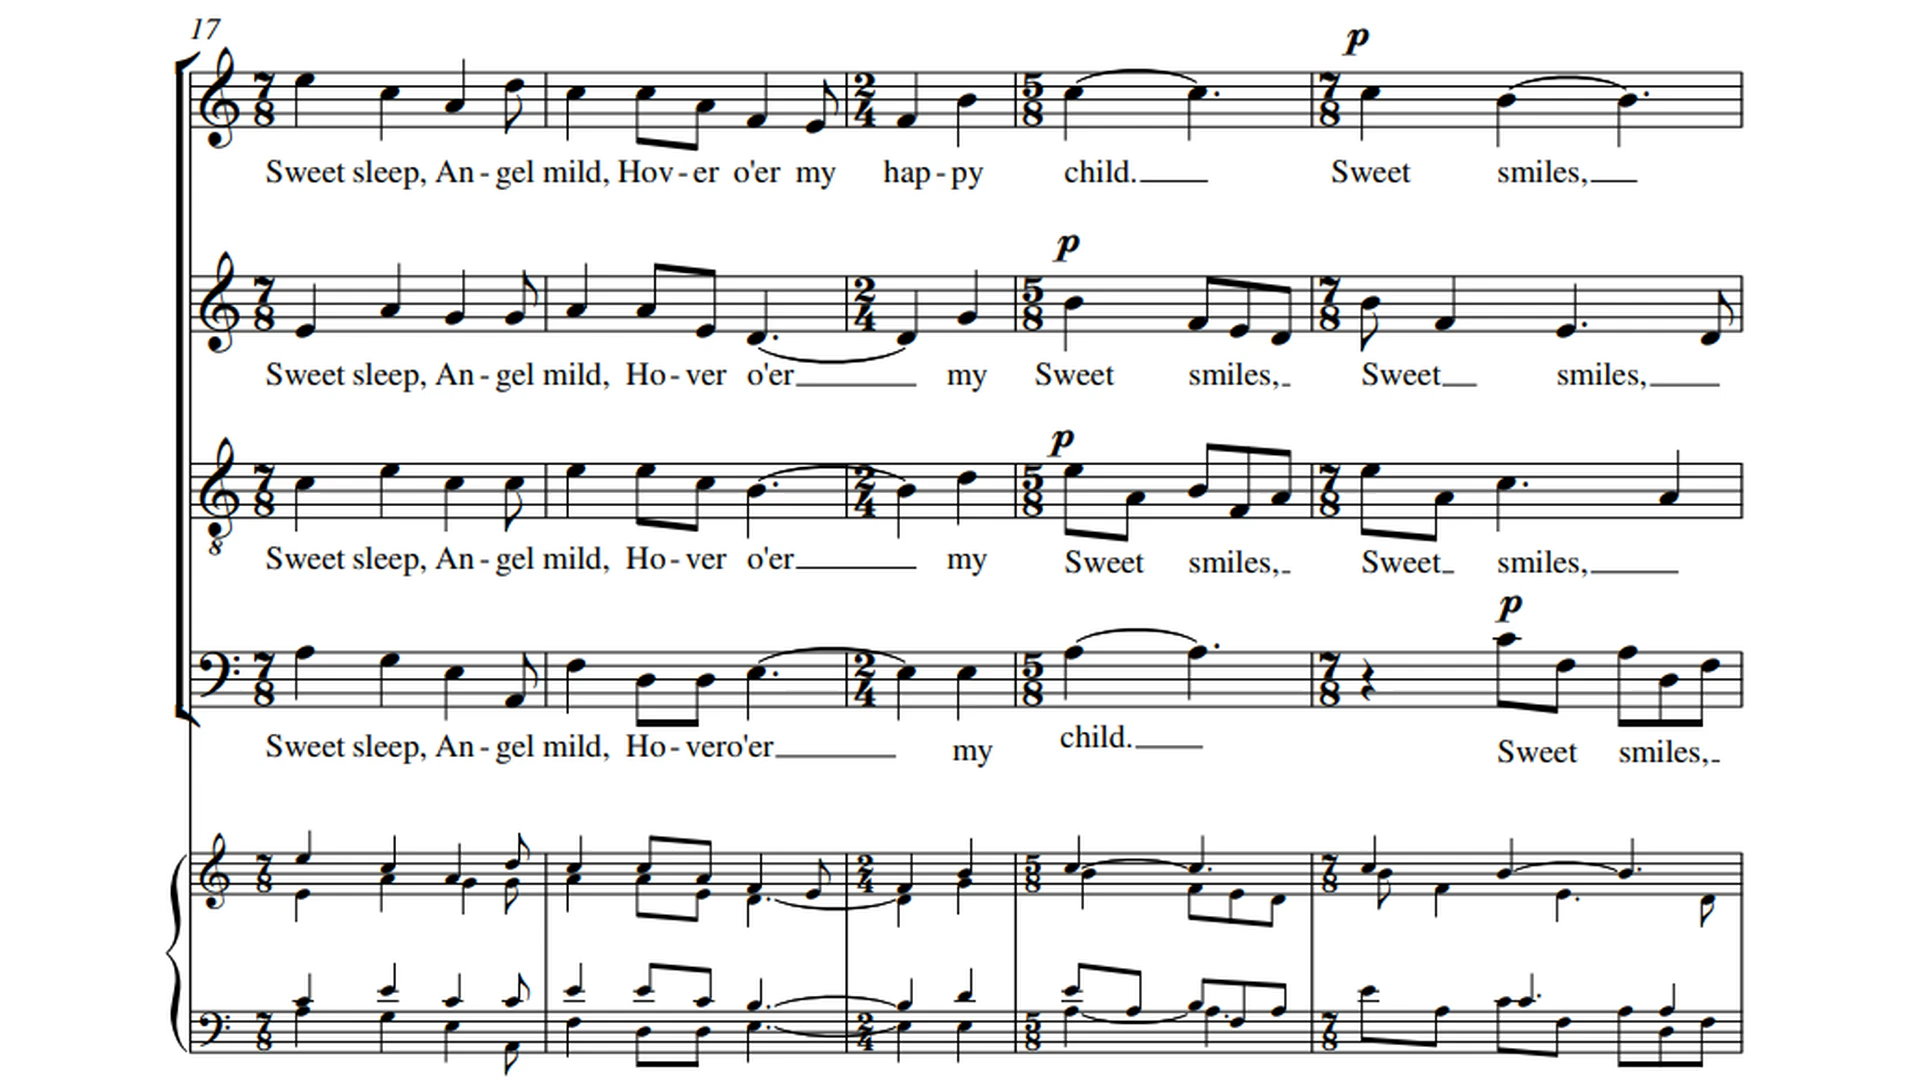 17
p
Sweet sleep, An - gel mild, Hov - er o'er my hap - py child. Sweet smiles,
p
Sweet sleep, An - gel mild, Ho - ver o'er my Sweet smiles, Sweet smiles,
p
Sweet sleep, An - gel mild, Ho - ver o'er my Sweet smiles, Sweet smiles,
p
Sweet sleep, An - gel mild, Ho - vero'er my child. Sweet smiles,